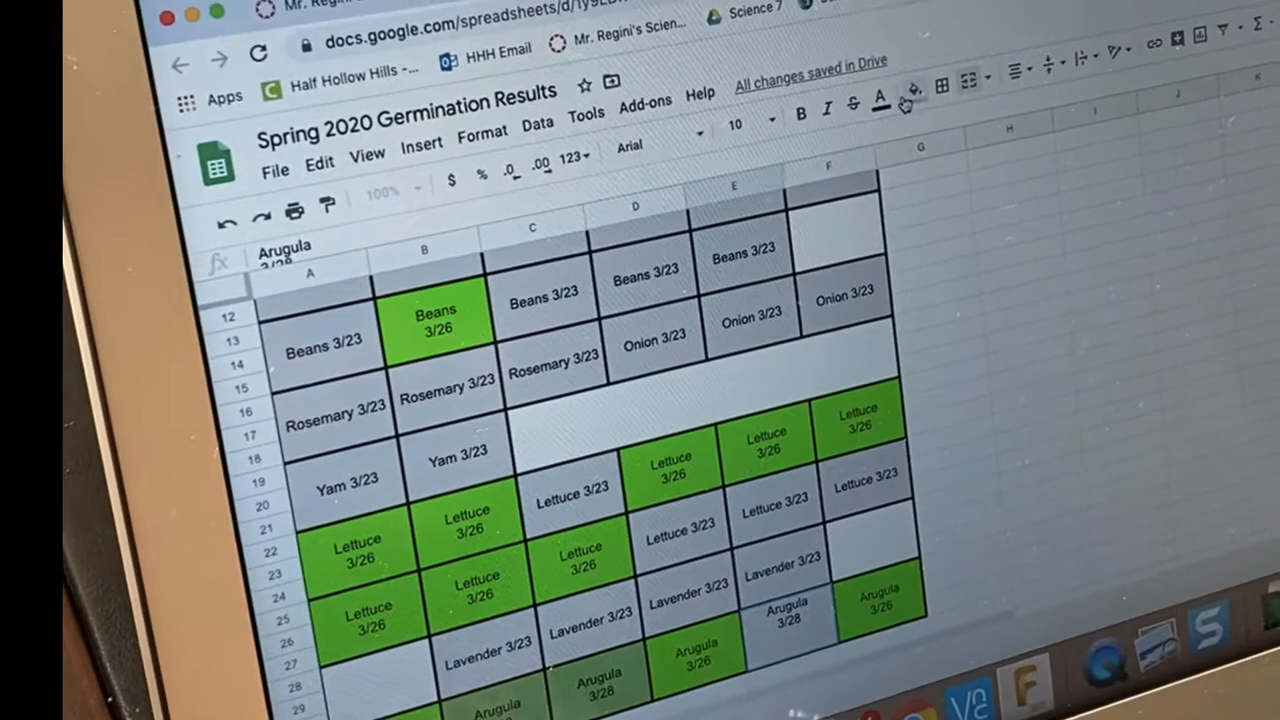 Mr. Regini
docs.google.com/spreadsheets/d/1y9
Apps
Half Hollow Hills -...
HHH Email
Mr. Regini's Scien...
Science 7
Spring 2020 Germination Results
File Edit View Insert Format Data Tools Add-ons Help All changes saved in Drive
100% $ % .0 .00 123 Arial 10 B I S A
fx Arugula
3/28
A B C D E F G H I J K
12
13 Beans 3/23
Beans
3/26
Beans 3/23
Beans 3/23
Beans 3/23
14
15
16 Rosemary 3/23
Rosemary 3/23
Rosemary 3/23
Onion 3/23
Onion 3/23
Onion 3/23
17
18
19 Yam 3/23
Yam 3/23
20
21
22 Lettuce
3/26
Lettuce
3/26
Lettuce 3/23
Lettuce
3/26
Lettuce
3/26
Lettuce
3/26
23
24
25 Lettuce
3/26
Lettuce
3/26
Lettuce
3/26
Lettuce 3/23
Lettuce 3/23
Lettuce 3/23
26
27
28
Lavender 3/23
Lavender 3/23
Lavender 3/23
Lavender 3/23
29
Arugula
Arugula
3/28
Arugula
3/26
Arugula
3/28
Arugula
3/26